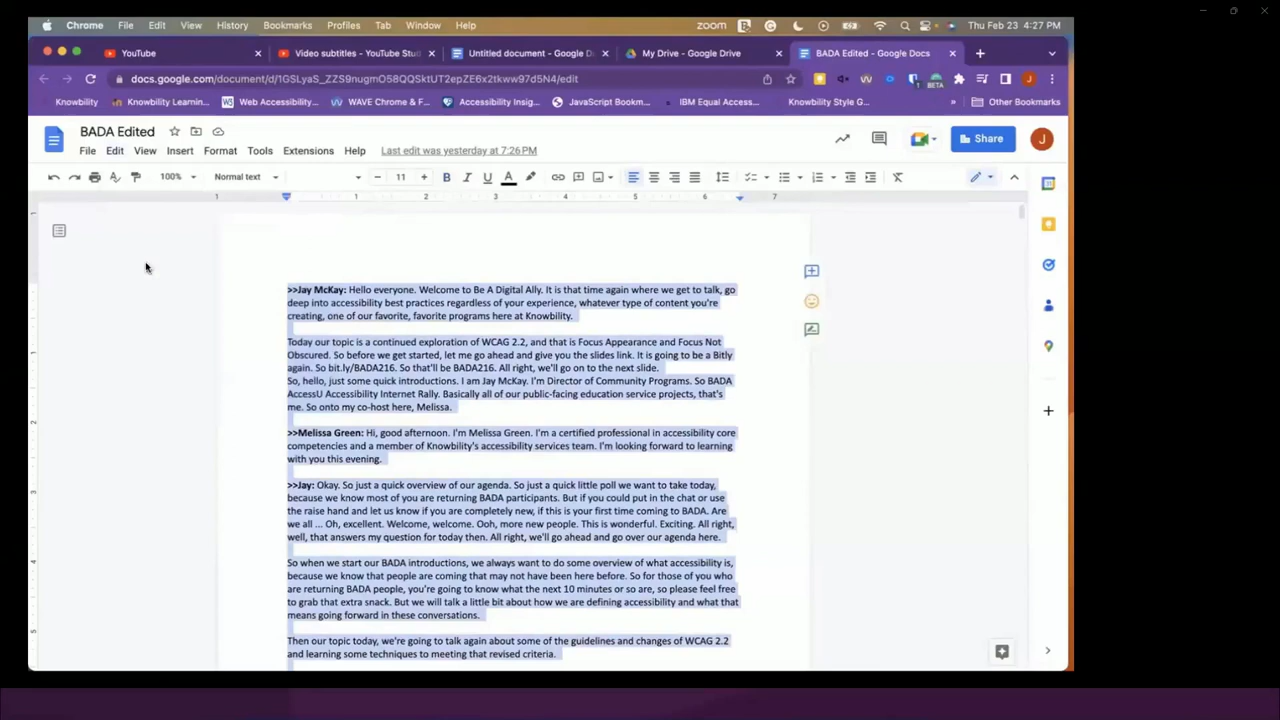 Chrome File Edit View History Bookmarks Profiles Tab Window Help zoom Thu Feb 23 4:27 PM
YouTube Video subtitles - YouTube Stu Untitled document - Google D My Drive - Google Drive BADA Edited - Google Docs
docs.google.com/document/d/1GSLyaS_ZZS9nugmO58QQSktUT2epZE6x2tkww97d5N4/edit
Knowbility Knowbility Learnin... Web Accessibility... WAVE Chrome & F... Accessibility Insig... JavaScript Bookm... IBM Equal Access... Knowbility Style G... » Other Bookmarks
BADA Edited
Share J
File Edit View Insert Format Tools Extensions Help Last edit was yesterday at 7:26 PM
100% Normal text 11 B I U A
1 1 2 3 4 5 6 7
>>Jay McKay: Hello everyone. Welcome to Be A Digital Ally. It is that time again where we get to talk, go
deep into accessibility best practices regardless of your experience, whatever type of content you're
creating, one of our favorite, favorite programs here at Knowbility.
Today our topic is a continued exploration of WCAG 2.2, and that is Focus Appearance and Focus Not
Obscured. So before we get started, let me go ahead and give you the slides link. It is going to be a Bitly
again. So bit.ly/BADA216. So that'll be BADA216. All right, we'll go on to the next slide.
So, hello, just some quick introductions. I am Jay McKay. I'm Director of Community Programs. So BADA
AccessU Accessibility Internet Rally. Basically all of our public-facing education service projects, that's
me. So onto my co-host here, Melissa.
>>Melissa Green: Hi, good afternoon. I'm Melissa Green. I'm a certified professional in accessibility core
competencies and a member of Knowbility's accessibility services team. I'm looking forward to learning
with you this evening.
>>Jay: Okay. So just a quick overview of our agenda. So just a quick little poll we want to take today,
because we know most of you are returning BADA participants. But if you could put in the chat or use
the raise hand and let us know if you are completely new, if this is your first time coming to BADA. Are
we all ... Oh, excellent. Welcome, welcome. Ooh, more new people. This is wonderful. Exciting. All right,
well, that answers my question for today then. All right, we'll go ahead and go over our agenda here.
So when we start our BADA introductions, we always want to do some overview of what accessibility is,
because we know that people are coming that may not have been here before. So for those of you who
are returning BADA people, you're going to know what the next 10 minutes or so are, so please feel free
to grab that extra snack. But we will talk a little bit about how we are defining accessibility and what that
means going forward in these conversations.
Then our topic today, we're going to talk again about some of the guidelines and changes of WCAG 2.2
and learning some techniques to meeting that revised criteria.